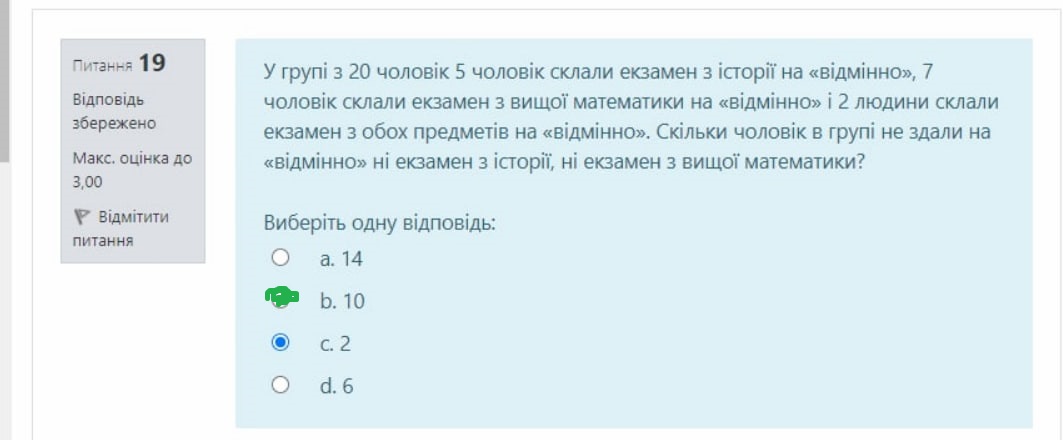 Питання 19
Відповідь
збережено
Макс. оцінка до
3,00
Відмітити
питання
У групі з 20 чоловік 5 чоловік склали екзамен з історії на «відмінно», 7
чоловік склали екзамен з вищої математики на «відмінно» і 2 людини склали
екзамен з обох предметів на «відмінно». Скільки чоловік в групі не здали на
«відмінно» ні екзамен з історії, ні екзамен з вищої математики?
Виберіть одну відповідь:
a. 14
b. 10
c. 2
d. 6